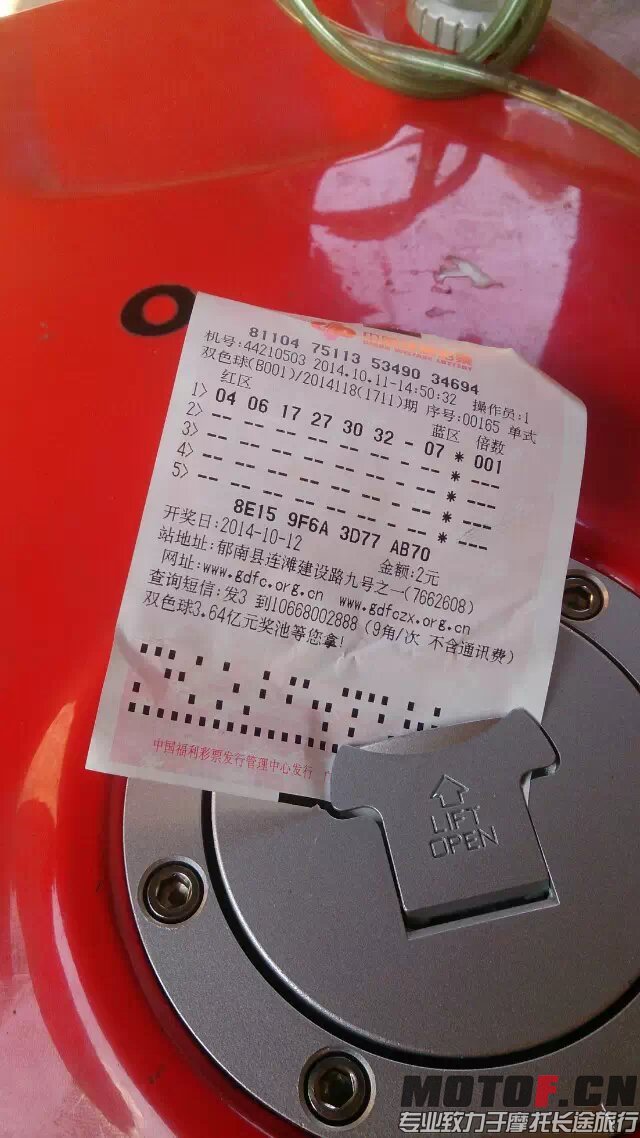 81104 75113 53490 34694
机号:44210503 2014.10.11-14:50:32 操作员:1
双色球(B001)/2014118(1711)期 序号:00165 单式
红区 蓝区 倍数
1> 04 06 17 27 30 32 - 07 * 001
2> -- -- -- -- -- -- - -- * ---
3> -- -- -- -- -- -- - -- * ---
4> -- -- -- -- -- -- - -- * ---
5> -- -- -- -- -- -- - -- * ---
8E15 9F6A 3D77 AB70
开奖日:2014-10-12 金额:2元
站地址:郁南县连滩建设路九号之一(7662608)
网址:www.gdfc.org.cn www.gdfczx.org.cn
查询短信:发3 到10668002888 (9角/次 不含通讯费)
双色球3.64亿元奖池等您拿!
中国福利彩票发行管理中心发行
LIFT
OPEN
MOTOF.CN
专业致力于摩托长途旅行